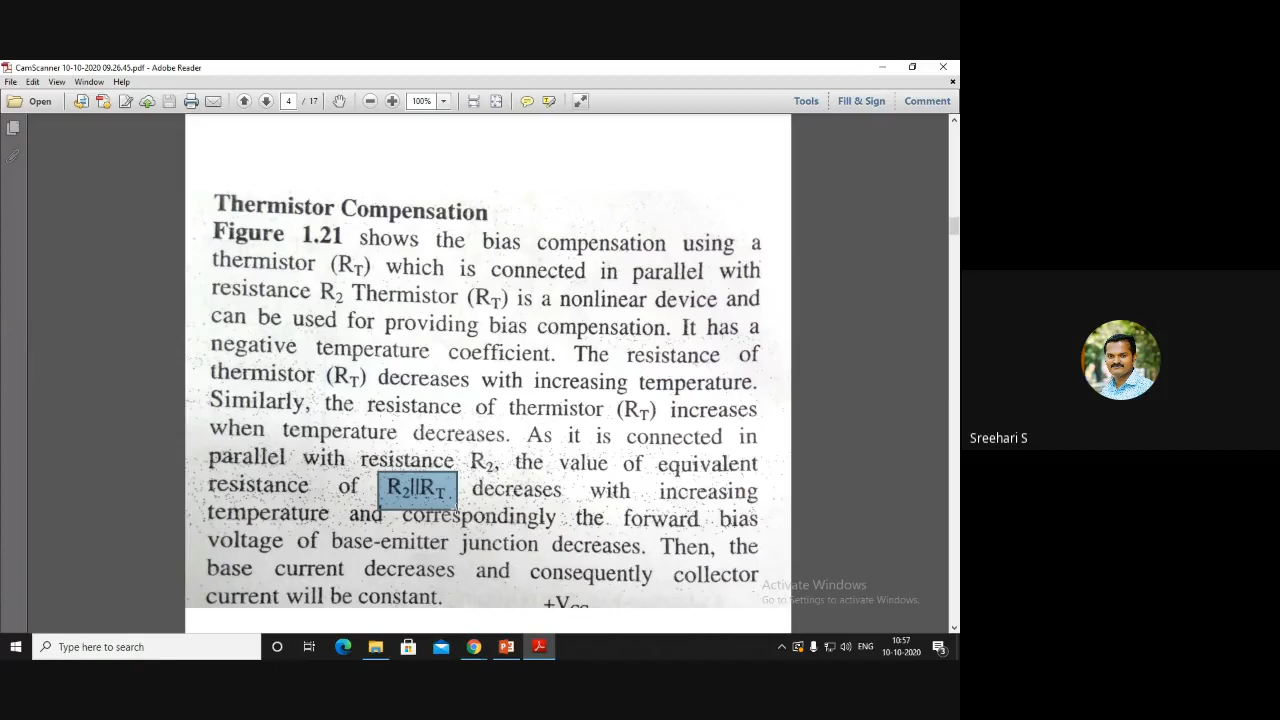 CamScanner 10-10-2020 09.26.45.pdf - Adobe Reader
File Edit View Window Help
Open 4 / 17 100% Tools Fill & Sign Comment
Thermistor Compensation
Figure 1.21 shows the bias compensation using a
thermistor (RT) which is connected in parallel with
resistance R2 Thermistor (RT) is a nonlinear device and
can be used for providing bias compensation. It has a
negative temperature coefficient. The resistance of
thermistor (RT) decreases with increasing temperature.
Similarly, the resistance of thermistor (RT) increases
when temperature decreases. As it is connected in
parallel with resistance R2, the value of equivalent
resistance of R2||RT decreases with increasing
temperature and correspondingly the forward bias
voltage of base-emitter junction decreases. Then, the
base current decreases and consequently collector
current will be constant.
+VCC
Activate Windows
Go to Settings to activate Windows.
Sreehari S
Type here to search
ENG
10:57
10-10-2020
3